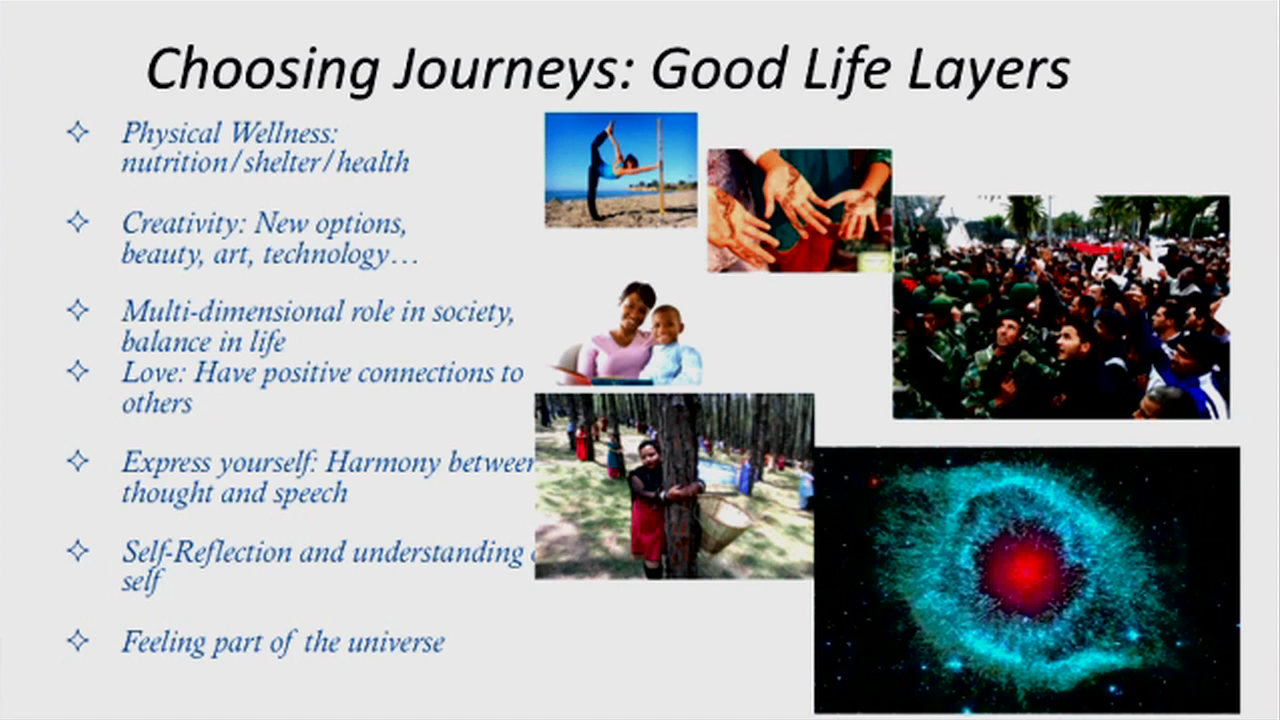 Choosing Journeys: Good Life Layers
Physical Wellness:
nutrition/shelter/health
Creativity: New options,
beauty, art, technology…
Multi-dimensional role in society,
balance in life
Love: Have positive connections to
others
Express yourself: Harmony between
thought and speech
Self-Reflection and understanding
self
Feeling part of the universe